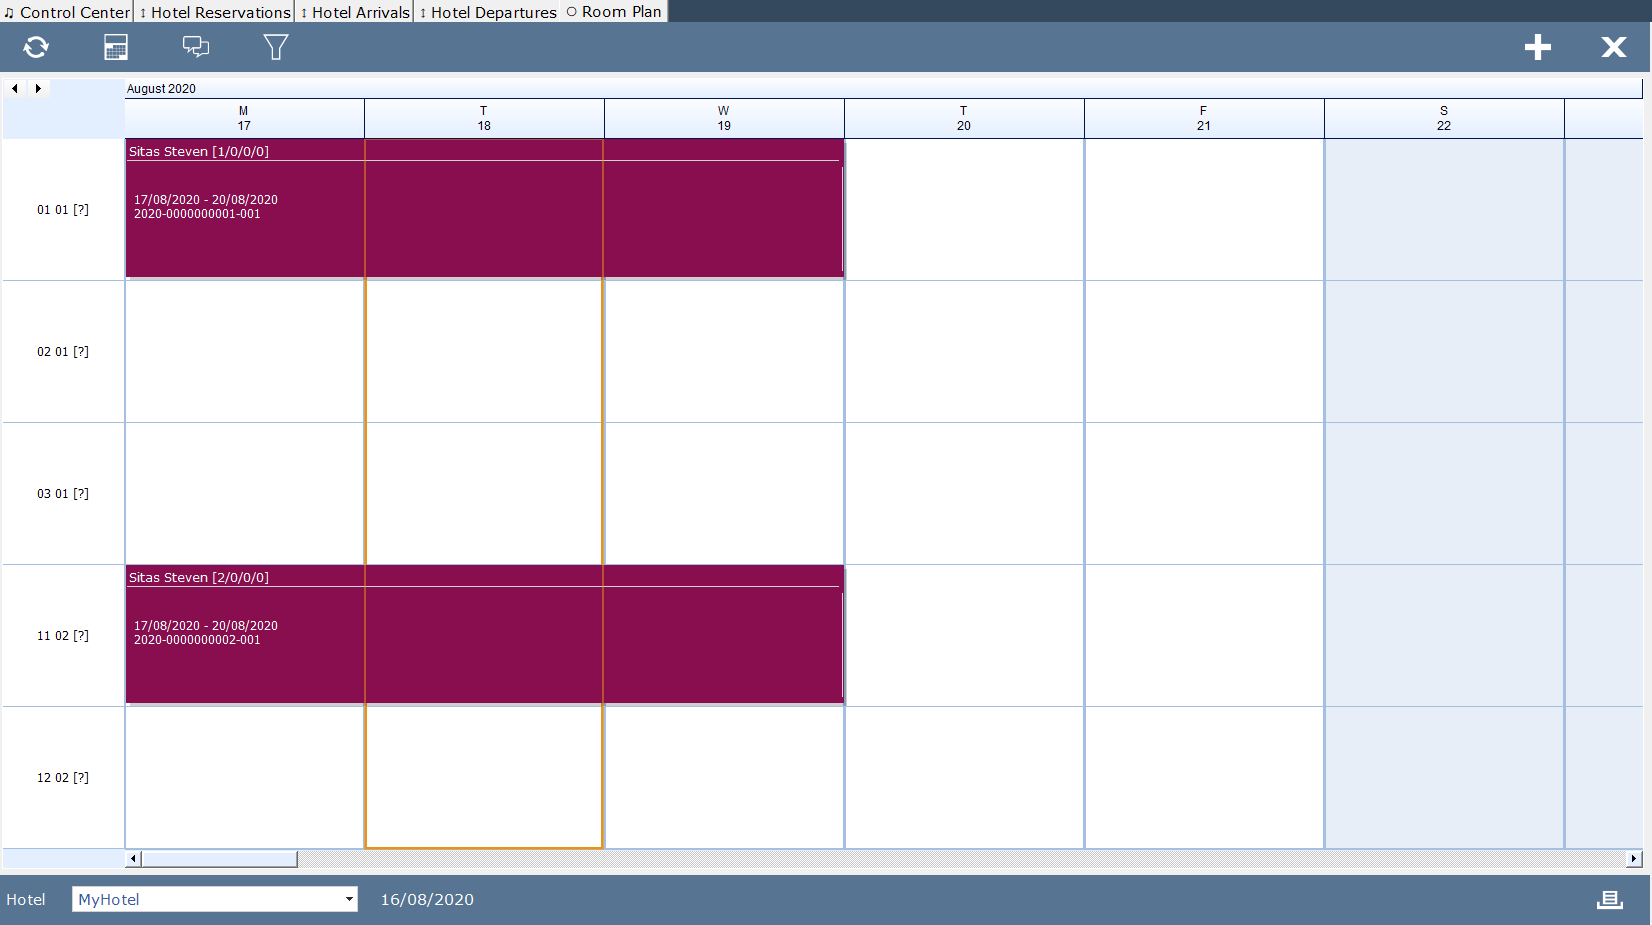 ♫ Control Center ↕ Hotel Reservations ↕ Hotel Arrivals ↕ Hotel Departures ○ Room Plan
August 2020
M T W T F S
17 18 19 20 21 22
Sitas Steven [1/0/0/0]
17/08/2020 - 20/08/2020
2020-0000000001-001
01 01 [?]
02 01 [?]
03 01 [?]
Sitas Steven [2/0/0/0]
17/08/2020 - 20/08/2020
2020-0000000002-001
11 02 [?]
12 02 [?]
Hotel MyHotel 16/08/2020